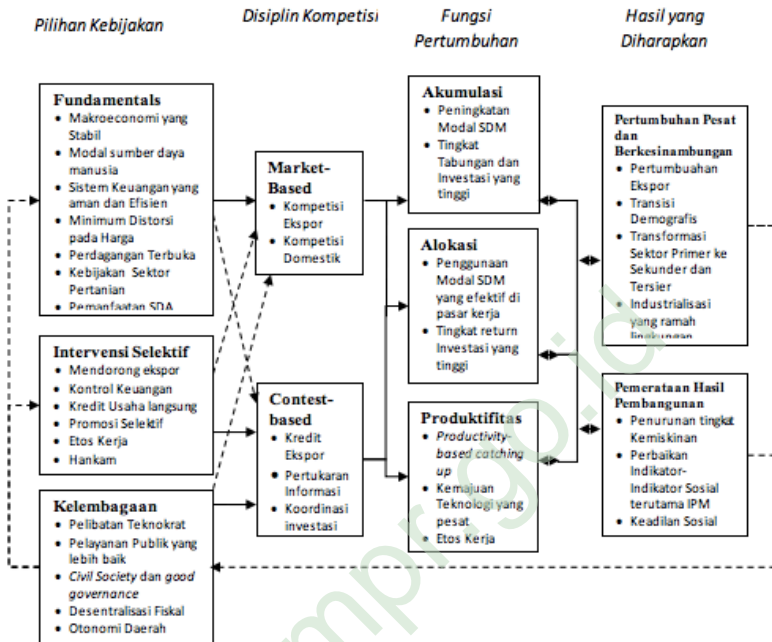 Pilihan Kebijakan
Disiplin Kompetisi
Fungsi
Pertumbuhan
Hasil yang
Diharapkan
Fundamentals
• Makroeconomi yang
Stabil
• Modal sumber daya
manusia
• Sistem Keuangan yang
aman dan Efisien
• Minimum Distorsi
pada Harga
• Perdagangan Terbuka
• Kebijakan Sektor
Pertanian
• Pemanfaatan SDA
Intervensi Selektif
• Mendorong ekspor
• Kontrol Keuangan
• Kredit Usaha langsung
• Promosi Selektif
• Etos Kerja
• Hankam
Kelembagaan
• Pelibatan Teknokrat
• Pelayanan Publik yang
lebih baik
• Civil Society dan good
governance
• Desentralisasi Fiskal
• Otonomi Daerah
Market-
Based
• Kompetisi
Ekspor
• Kompetisi
Domestik
Contest-
based
• Kredit
Ekspor
• Pertukaran
Informasi
• Koordinasi
investasi
Akumulasi
• Peningkatan
Modal SDM
• Tingkat
Tabungan dan
Investasi yang
tinggi
Alokasi
• Penggunaan
Modal SDM
yang efektif di
pasar kerja
• Tingkat return
Investasi yang
tinggi
Produktifitas
• Productivity-
based catching
up
• Kemajuan
Teknologi yang
pesat
• Etos Kerja
Pertumbuhan Pesat
dan
Berkesinambungan
• Pertumbuahan
Ekspor
• Transisi
Demografis
• Transformasi
Sektor Primer ke
Sekunder dan
Tersier
• Industrialisasi
yang ramah
lingkungan
Pemerataan Hasil
Pembangunan
• Penurunan tingkat
Kemiskinan
• Perbaikan
Indikator-
Indikator Sosial
terutama IPM
• Keadilan Sosial
mpr.go.id